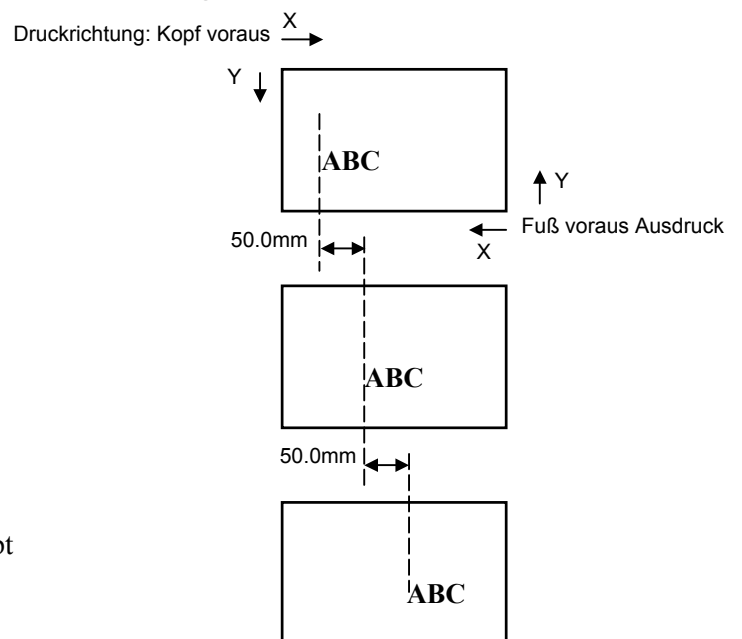 X
Druckrichtung: Kopf voraus
Y
ABC
Y
Fuß voraus Ausdruck
X
50.0mm
ABC
50.0mm
ABC